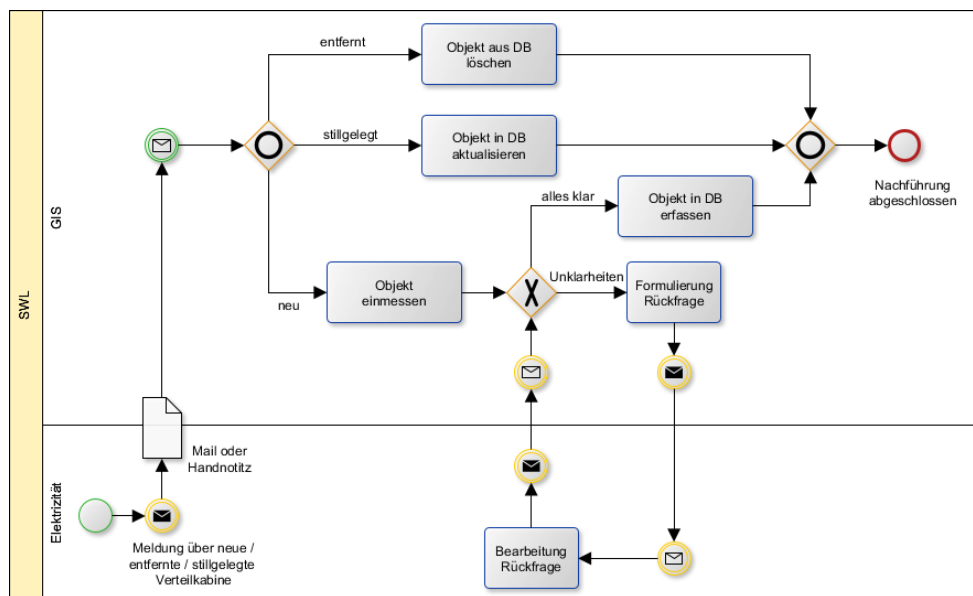 SWL
GIS
Elektrizität
entfernt
Objekt aus DB
löschen
stillgelegt
Objekt in DB
aktualisieren
alles klar
Objekt in DB
erfassen
Nachführung
abgeschlossen
neu
Objekt
einmessen
X
Unklarheiten
Formulierung
Rückfrage
Mail oder
Handnotitz
Meldung über neue /
entfernte / stillgelegte
Verteilkabine
Bearbeitung
Rückfrage